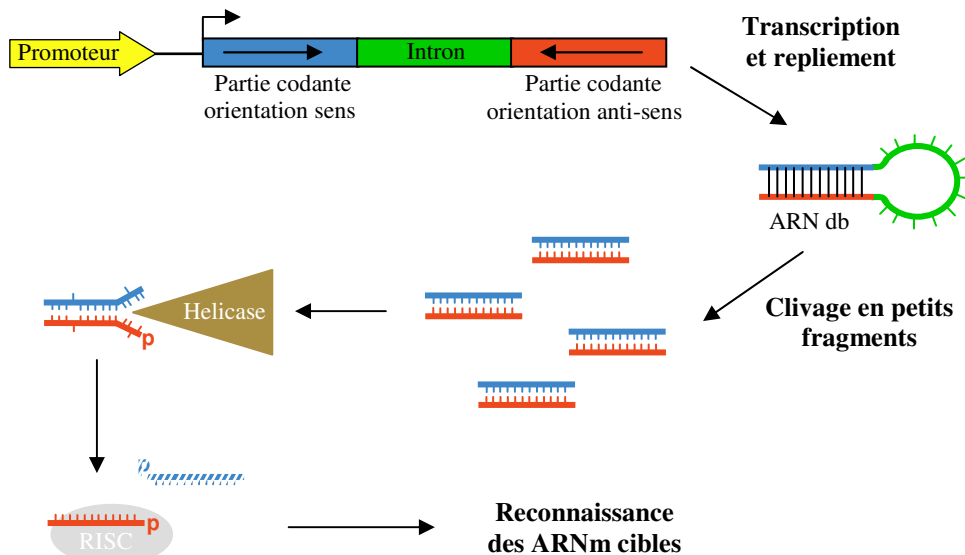 Promoteur
Intron
Partie codante
orientation sens
Partie codante
orientation anti-sens
Transcription
et repliement
ARN db
Clivage en petits
fragments
Helicase
p
p
p
RISC
Reconnaissance
des ARNm cibles